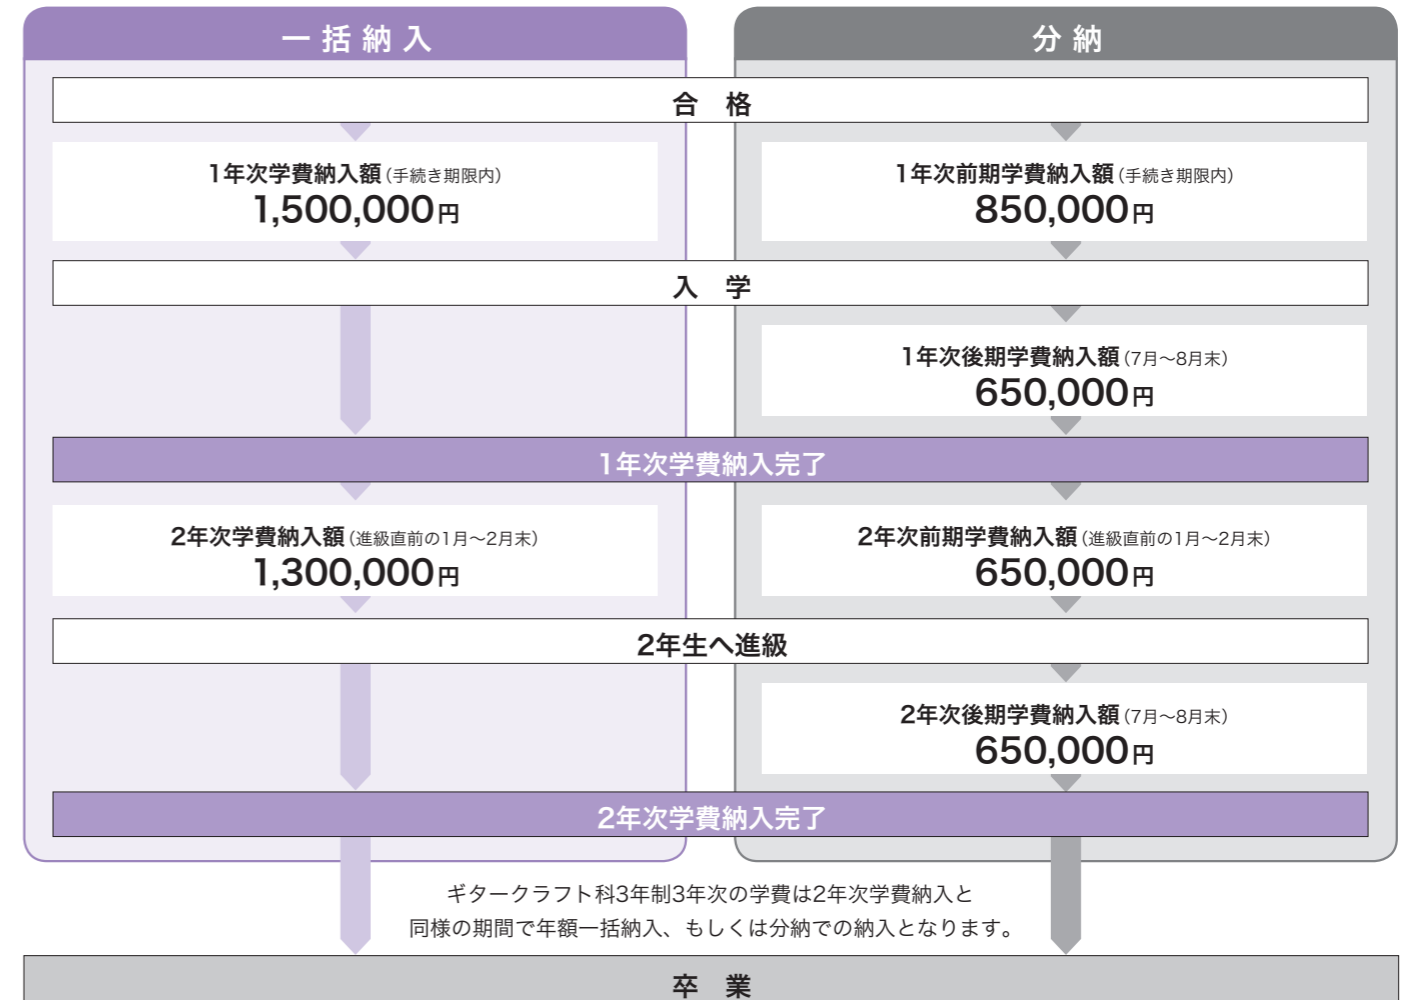 一括納入
分納
合　格
1年次学費納入額（手続き期限内）
1,500,000円
1年次前期学費納入額（手続き期限内）
850,000円
入　学
1年次後期学費納入額（7月〜8月末）
650,000円
1年次学費納入完了
2年次学費納入額（進級直前の1月〜2月末）
1,300,000円
2年次前期学費納入額（進級直前の1月〜2月末）
650,000円
2年生へ進級
2年次後期学費納入額（7月〜8月末）
650,000円
2年次学費納入完了
ギタークラフト科3年制3年次の学費は2年次学費納入と
同様の期間で年額一括納入、もしくは分納での納入となります。
卒　業